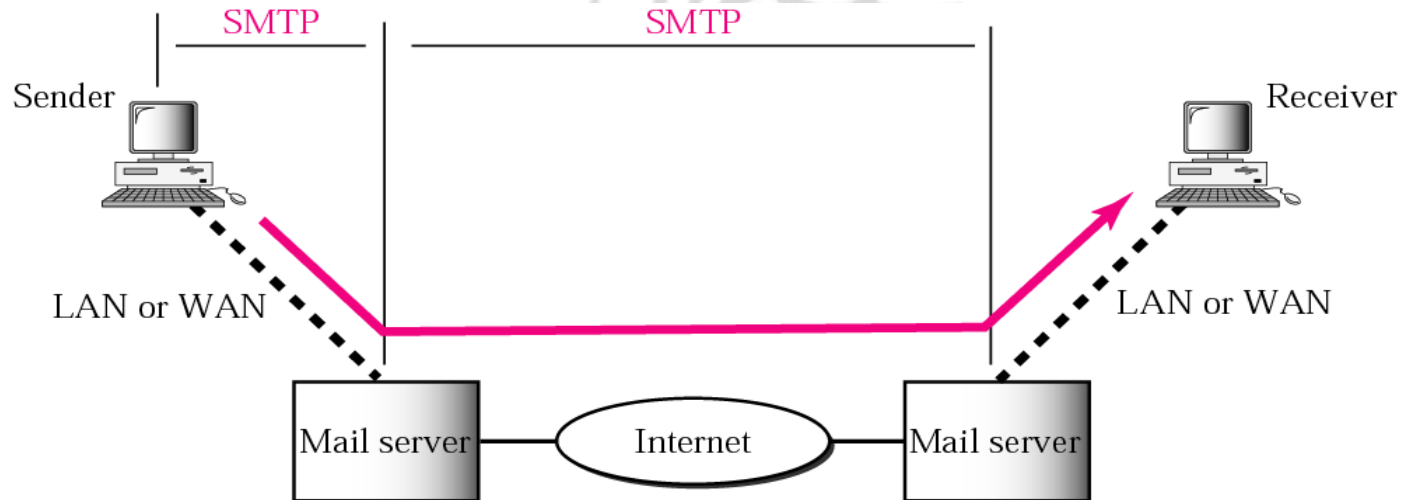 SMTP
SMTP
Sender
Receiver
LAN or WAN
LAN or WAN
Mail server
Internet
Mail server